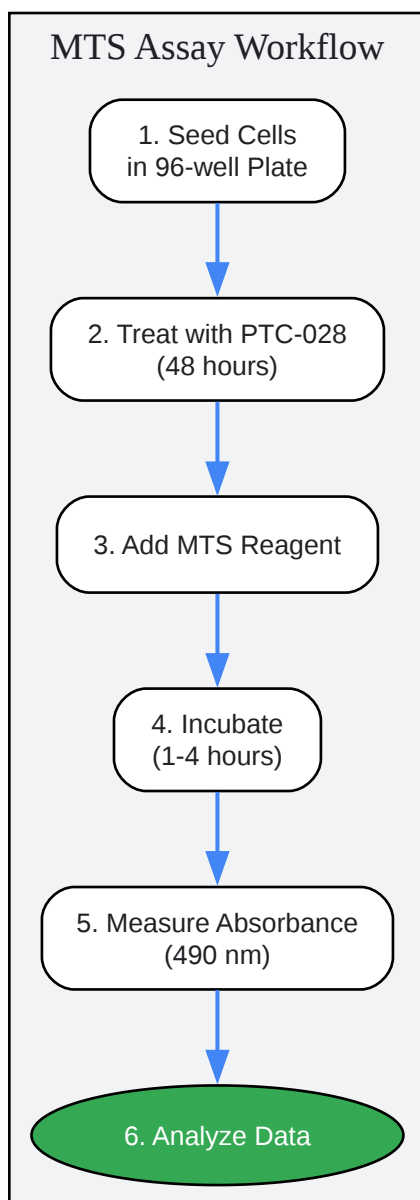 MTS Assay Workflow
1. Seed Cells
in 96-well Plate
2. Treat with PTC-028
(48 hours)
3. Add MTS Reagent
4. Incubate
(1-4 hours)
5. Measure Absorbance
(490 nm)
6. Analyze Data